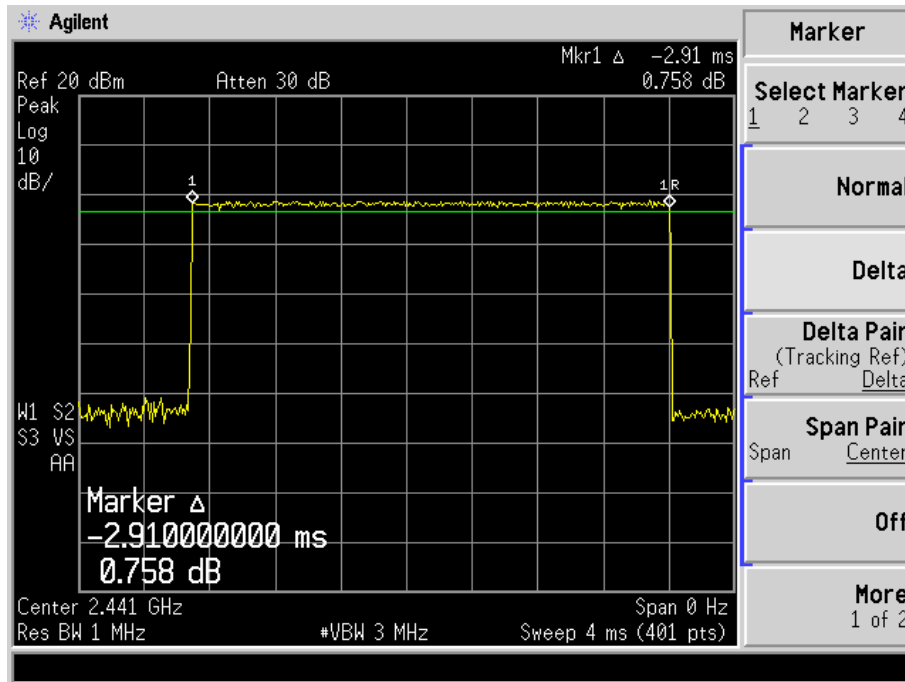 Agilent
Mkr1 Δ -2.91 ms
Ref 20 dBm Atten 30 dB 0.758 dB
Peak
Log
10
dB/
1
1R
W1 S2
S3 VS
AA
Marker Δ
-2.910000000 ms
0.758 dB
Center 2.441 GHz Span 0 Hz
Res BW 1 MHz #VBW 3 MHz Sweep 4 ms (401 pts)
Marker
Select Marker
1 2 3 4
Normal
Delta
Delta Pair
(Tracking Ref)
Ref Delta
Span Pair
Span Center
Off
More
1 of 2